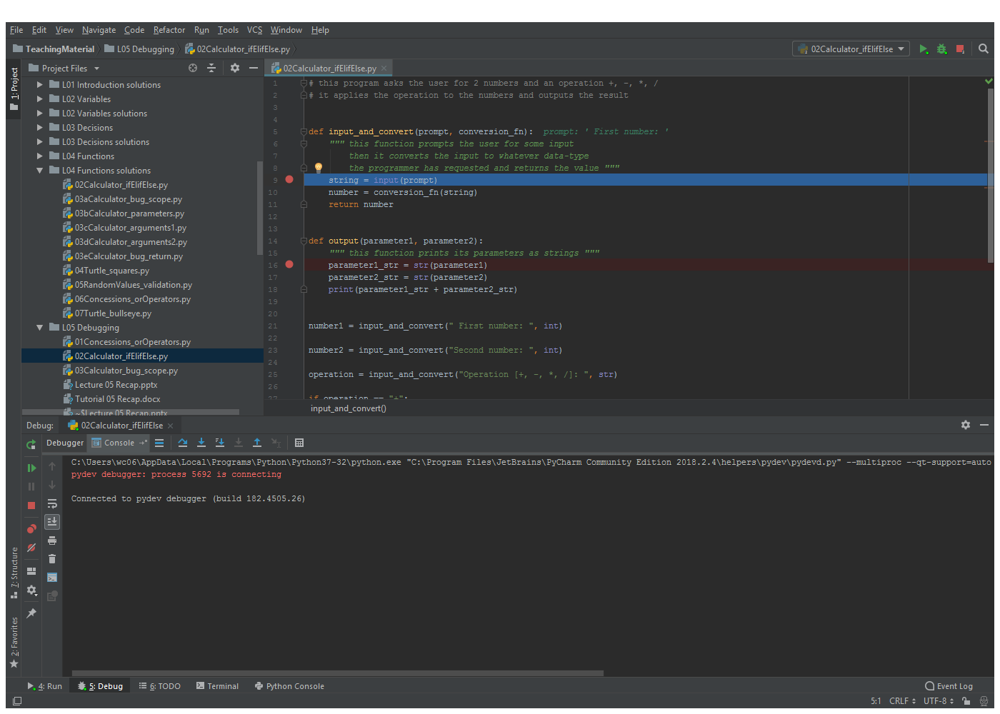 File Edit View Navigate Code Refactor Run Tools VCS Window Help
TeachingMaterial L05 Debugging 02Calculator_ifElifElse.py
02Calculator_ifElifElse
1: Project
Project Files
L01 Introduction solutions
L02 Variables
L02 Variables solutions
L03 Decisions
L03 Decisions solutions
L04 Functions
L04 Functions solutions
02Calculator_ifElifElse.py
03aCalculator_bug_scope.py
03bCalculator_parameters.py
03cCalculator_arguments1.py
03dCalculator_arguments2.py
03eCalculator_bug_return.py
04Turtle_squares.py
05RandomValues_validation.py
06Concessions_orOperators.py
07Turtle_bullseye.py
L05 Debugging
01Concessions_orOperators.py
02Calculator_ifElifElse.py
03Calculator_bug_scope.py
Lecture 05 Recap.pptx
Tutorial 05 Recap.docx
~$Lecture 05 Recap.pptx
02Calculator_ifElifElse.py
1 # this program asks the user for 2 numbers and an operation +, -, *, /
2 # it applies the operation to the numbers and outputs the result
3
4
5 def input_and_convert(prompt, conversion_fn): prompt: ' First number: '
6 """ this function prompts the user for some input
7 then it converts the input to whatever data-type
8 the programmer has requested and returns the value """
9 string = input(prompt)
10 number = conversion_fn(string)
11 return number
12
13
14 def output(parameter1, parameter2):
15 """ this function prints its parameters as strings """
16 parameter1_str = str(parameter1)
17 parameter2_str = str(parameter2)
18 print(parameter1_str + parameter2_str)
19
20
21 number1 = input_and_convert(" First number: ", int)
22
23 number2 = input_and_convert("Second number: ", int)
24
25 operation = input_and_convert("Operation [+, -, *, /]: ", str)
26
27 if operation == "+":
input_and_convert()
Debug: 02Calculator_ifElifElse
Debugger Console
C:\Users\wc06\AppData\Local\Programs\Python\Python37-32\python.exe "C:\Program Files\JetBrains\PyCharm Community Edition 2018.2.4\helpers\pydev\pydevd.py" --multiproc --qt-support=auto
pydev debugger: process 5692 is connecting
Connected to pydev debugger (build 182.4505.26)
7: Structure
2: Favorites
4: Run 5: Debug 6: TODO Terminal Python Console Event Log
5:1 CRLF UTF-8